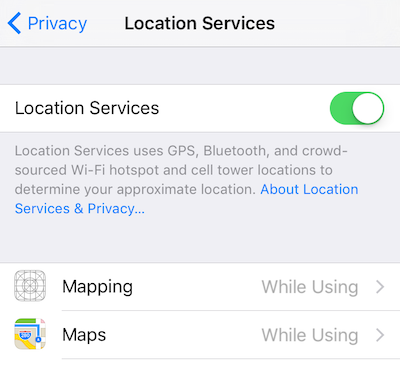 Privacy Location Services
Location Services
Location Services uses GPS, Bluetooth, and crowd-
sourced Wi-Fi hotspot and cell tower locations to
determine your approximate location. About Location
Services & Privacy...
Mapping While Using
Maps While Using